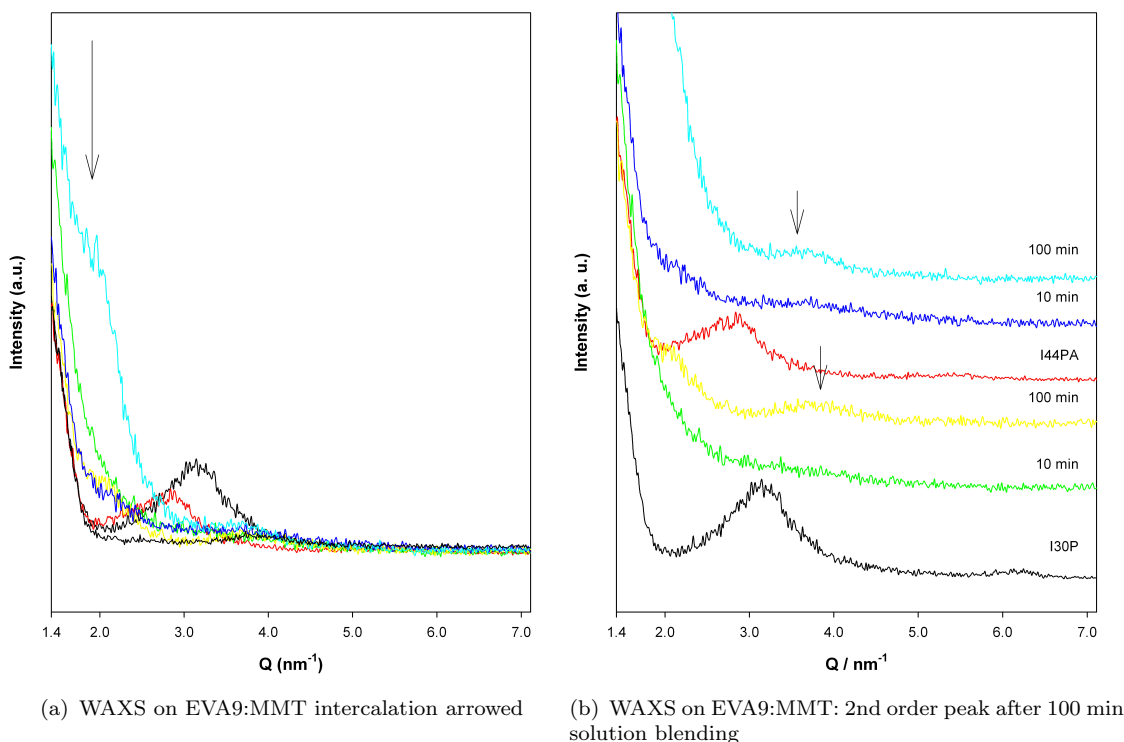 Intensity (a.u.)
1.4 2.0 3.0 4.0 5.0 6.0 7.0
Q (nm-1)
(a) WAXS on EVA9:MMT intercalation arrowed
Intensity (a. u.)
100 min
10 min
I44PA
100 min
10 min
I30P
1.4 2.0 3.0 4.0 5.0 6.0 7.0
Q / nm-1
(b) WAXS on EVA9:MMT: 2nd order peak after 100 min
solution blending